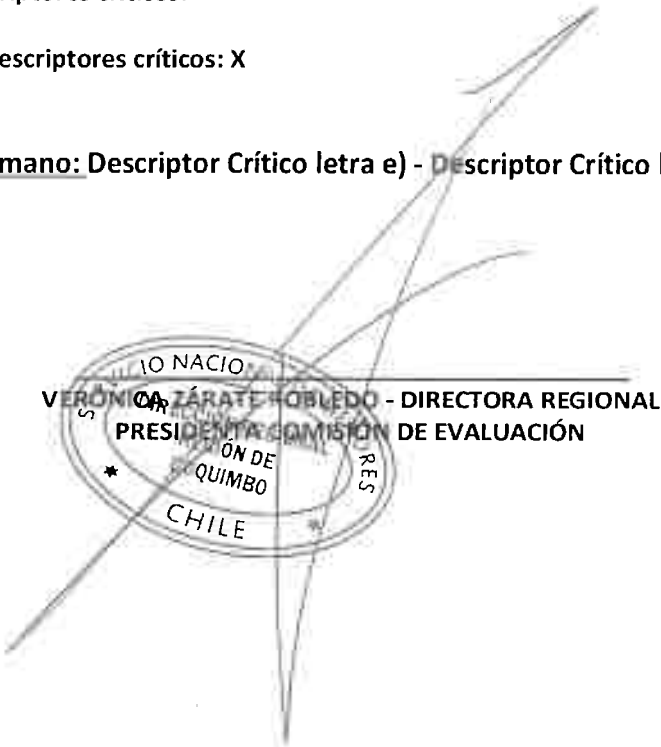 escriptores críticos: X
mano: Descriptor Crítico letra e) - Descriptor Crítico l
IO NACIO
VERÓNICA ZÁRATE ROBLEDO - DIRECTORA REGIONAL
PRESIDENTA COMISIÓN DE EVALUACIÓN
ÓN DE
QUIMBO
RES
CHILE